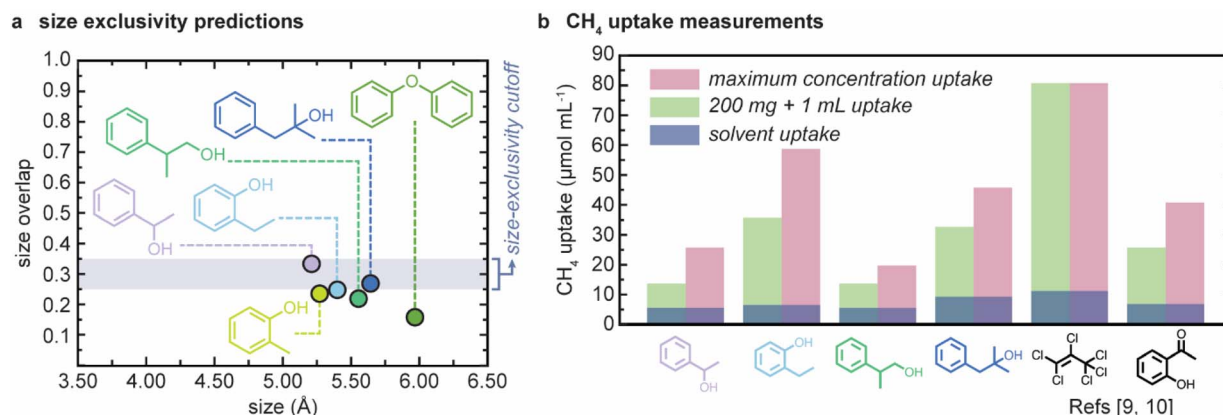 a size exclusivity predictions
1.0
0.9
0.8
0.7
0.6
0.5
0.4
0.3
0.2
0.1
size overlap
3.50
4.00
4.50
5.00
5.50
6.00
6.50
size (Å)
size-exclusivity cutoff
O
OH
OH
OH
OH
OH
b CH₄ uptake measurements
90
80
70
60
50
40
30
20
10
0
CH₄ uptake (µmol mL⁻¹)
maximum concentration uptake
200 mg + 1 mL uptake
solvent uptake
OH
OH
OH
OH
Cl
Cl
Cl
Cl
Cl
Cl
O
OH
Refs [9, 10]